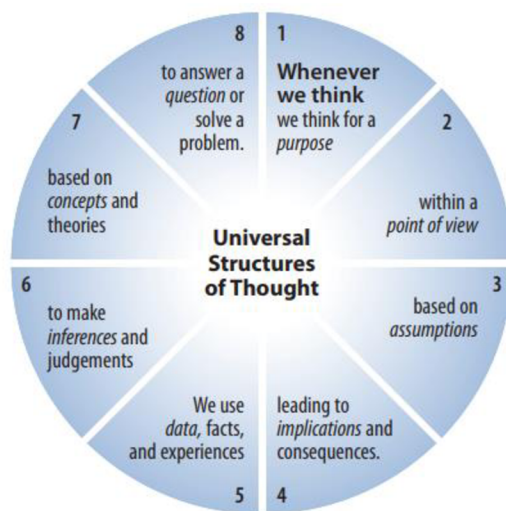 8
to answer a
question or
solve a
problem.
1
Whenever
we think
we think for a
purpose
2
within a
point of view
3
based on
assumptions
4
leading to
implications and
consequences.
5
We use
data, facts,
and experiences
6
to make
inferences and
judgements
7
based on
concepts and
theories
Universal
Structures
of Thought